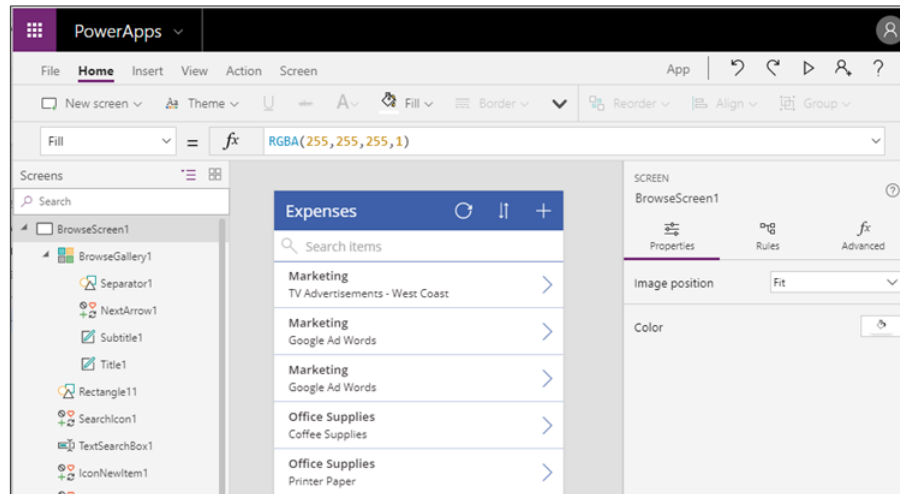 PowerApps
File Home Insert View Action Screen App ?
New screen Theme U abc A Fill Border Reorder Align Group
Fill = fx RGBA(255,255,255,1)
Screens
Search
BrowseScreen1
BrowseGallery1
Separator1
NextArrow1
Subtitle1
Title1
Rectangle11
SearchIcon1
TextSearchBox1
IconNewItem1
Expenses
Search items
Marketing
TV Advertisements - West Coast
Marketing
Google Ad Words
Marketing
Google Ad Words
Office Supplies
Coffee Supplies
Office Supplies
Printer Paper
SCREEN
BrowseScreen1
?
fx
Properties Rules Advanced
Image position Fit
Color